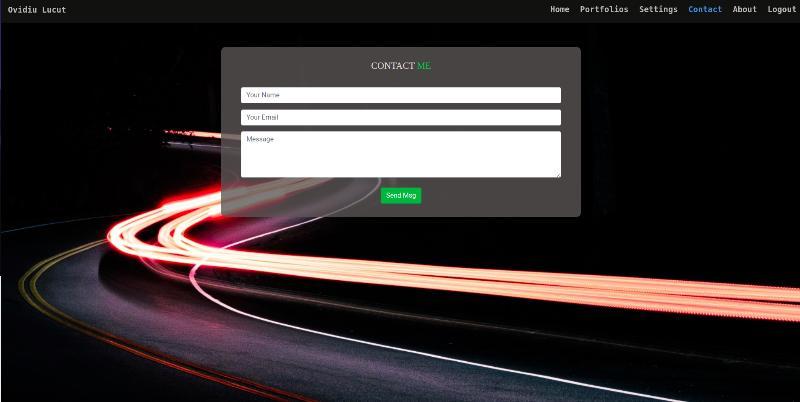 Ovidiu Lucut
Home Portfolios Settings Contact About Logout
CONTACT ME
Your Name
Your Email
Message
Send Msg